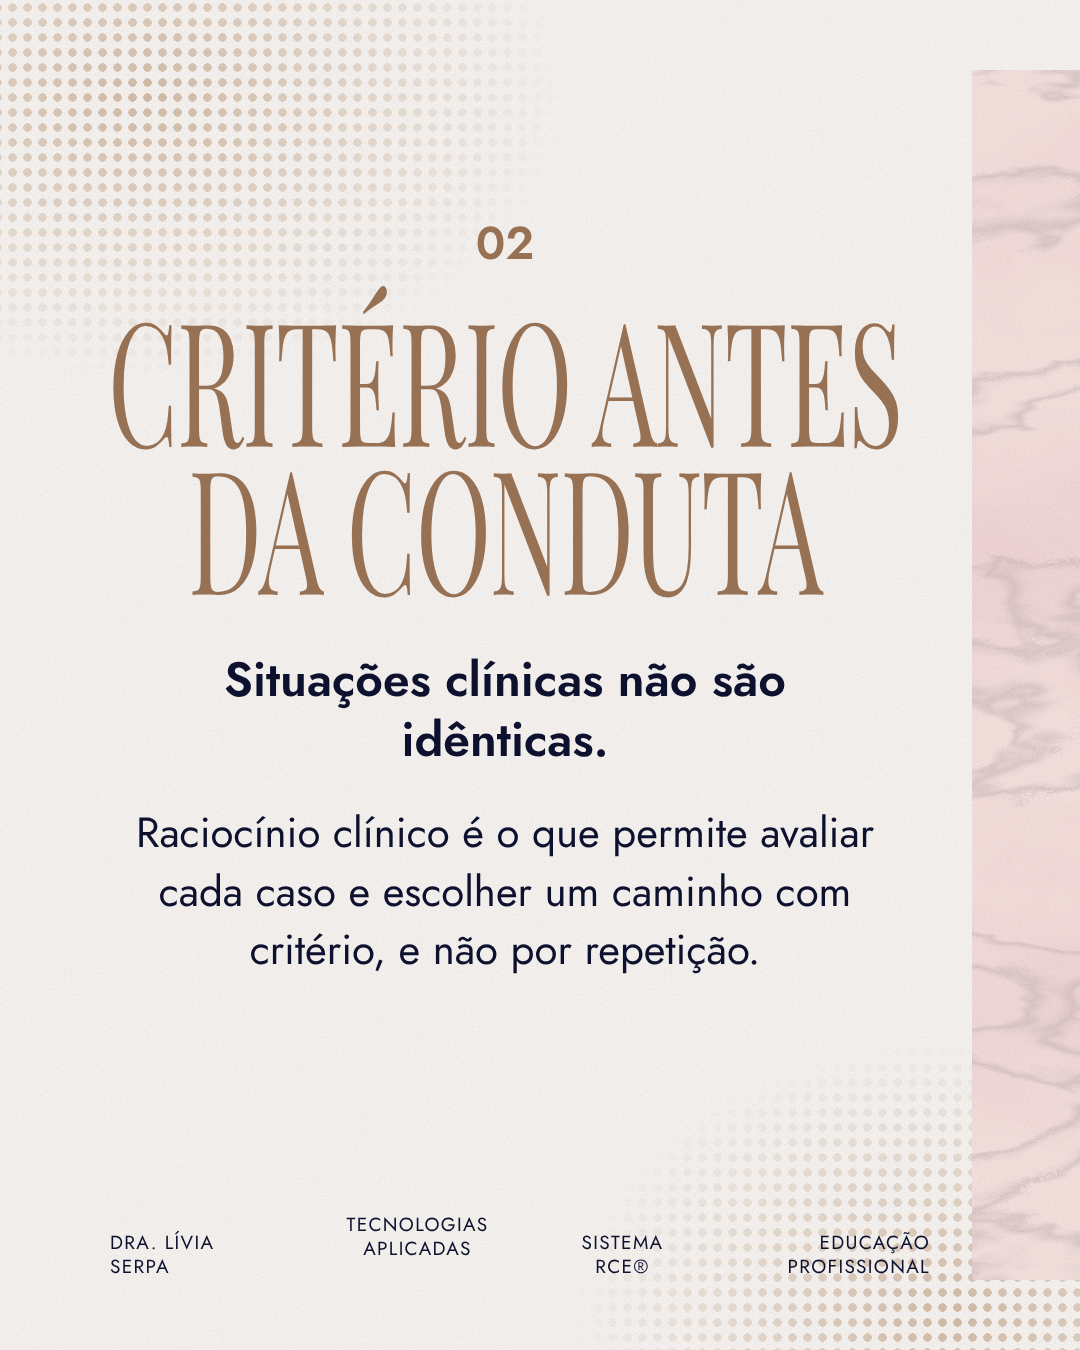 02
CRITÉRIO ANTES
DA CONDUTA
Situações clínicas não são
idênticas.
Raciocínio clínico é o que permite avaliar
cada caso e escolher um caminho com
critério, e não por repetição.
DRA. LÍVIA
SERPA
TECNOLOGIAS
APLICADAS
SISTEMA
RCE®
EDUCAÇÃO
PROFISSIONAL